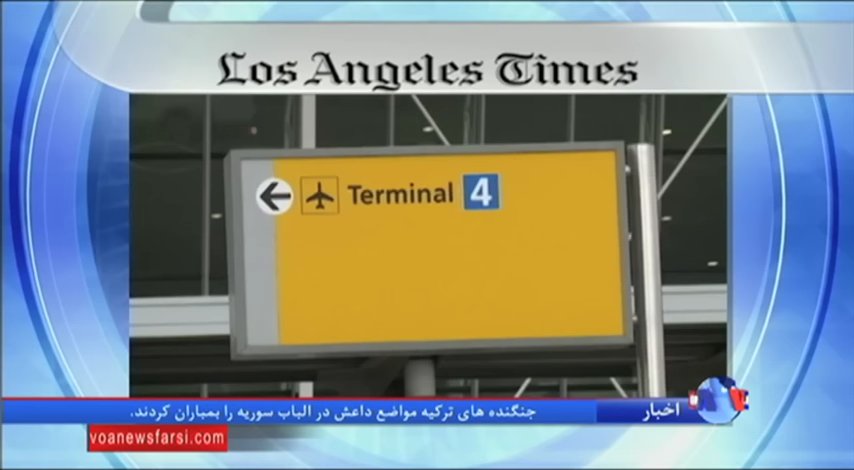 Los Angeles Times
Terminal 4
اخبار
جنگنده های ترکیه مواضع داعش در الباب سوریه را بمباران کردند.
voanewsfarsi.com